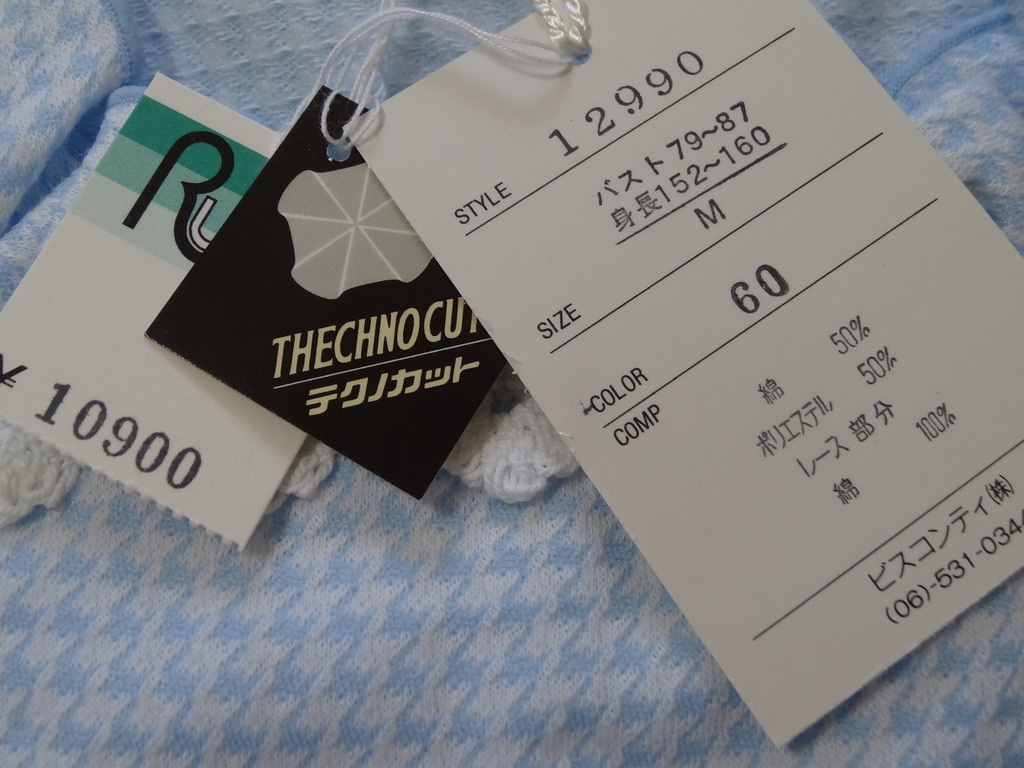 Ru
¥ 10900
THECHNO CUT
テクノカット
STYLE 12990
バスト79~87
身長152~160
SIZE M
COLOR 60
COMP
綿 50%
ポリエステル 50%
レース部分
綿 100%
ビスコンティ(株)
(06)-531-034